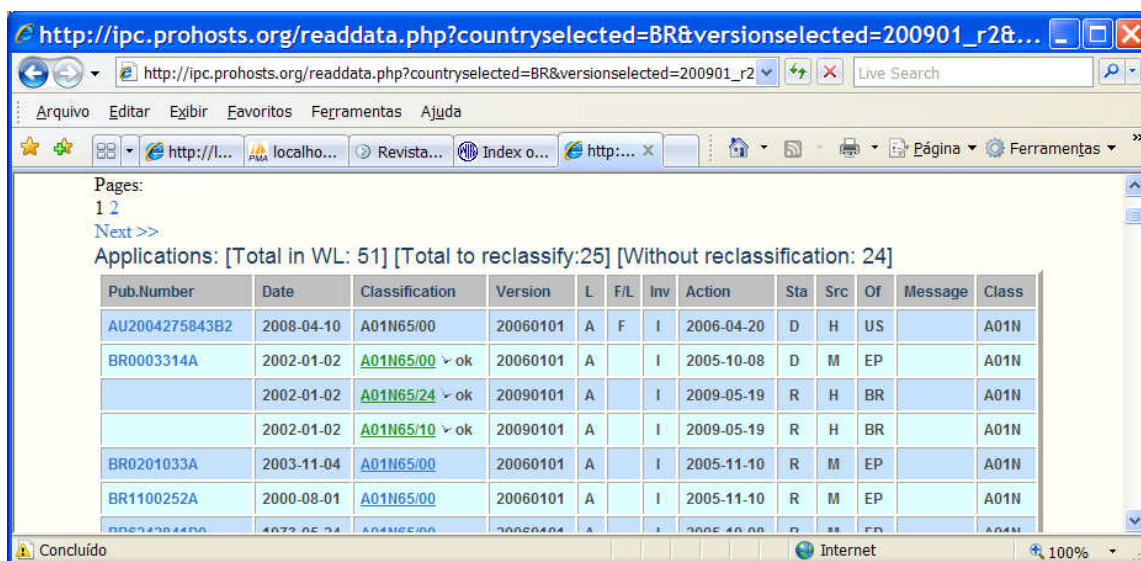 http://ipc.prohosts.org/readdata.php?countryselected=BR&versionselected=200901_r2&...
http://ipc.prohosts.org/readdata.php?countryselected=BR&versionselected=200901_r2 Live Search
Arquivo Editar Exibir Favoritos Ferramentas Ajuda
http://l... localho... Revista... Index o... http:... Página Ferramentas »
Pages:
1 2
Next >>
Applications: [Total in WL: 51] [Total to reclassify:25] [Without reclassification: 24]
Pub.Number Date Classification Version L F/L Inv Action Sta Src Of Message Class
AU2004275843B2 2008-04-10 A01N65/00 20060101 A F I 2006-04-20 D H US A01N
BR0003314A 2002-01-02 A01N65/00 ok 20060101 A I 2005-10-08 D M EP A01N
2002-01-02 A01N65/24 ok 20090101 A I 2009-05-19 R H BR A01N
2002-01-02 A01N65/10 ok 20090101 A I 2009-05-19 R H BR A01N
BR0201033A 2003-11-04 A01N65/00 20060101 A I 2005-11-10 R M EP A01N
BR1100252A 2000-08-01 A01N65/00 20060101 A I 2005-11-10 R M EP A01N
Concluído Internet 100%